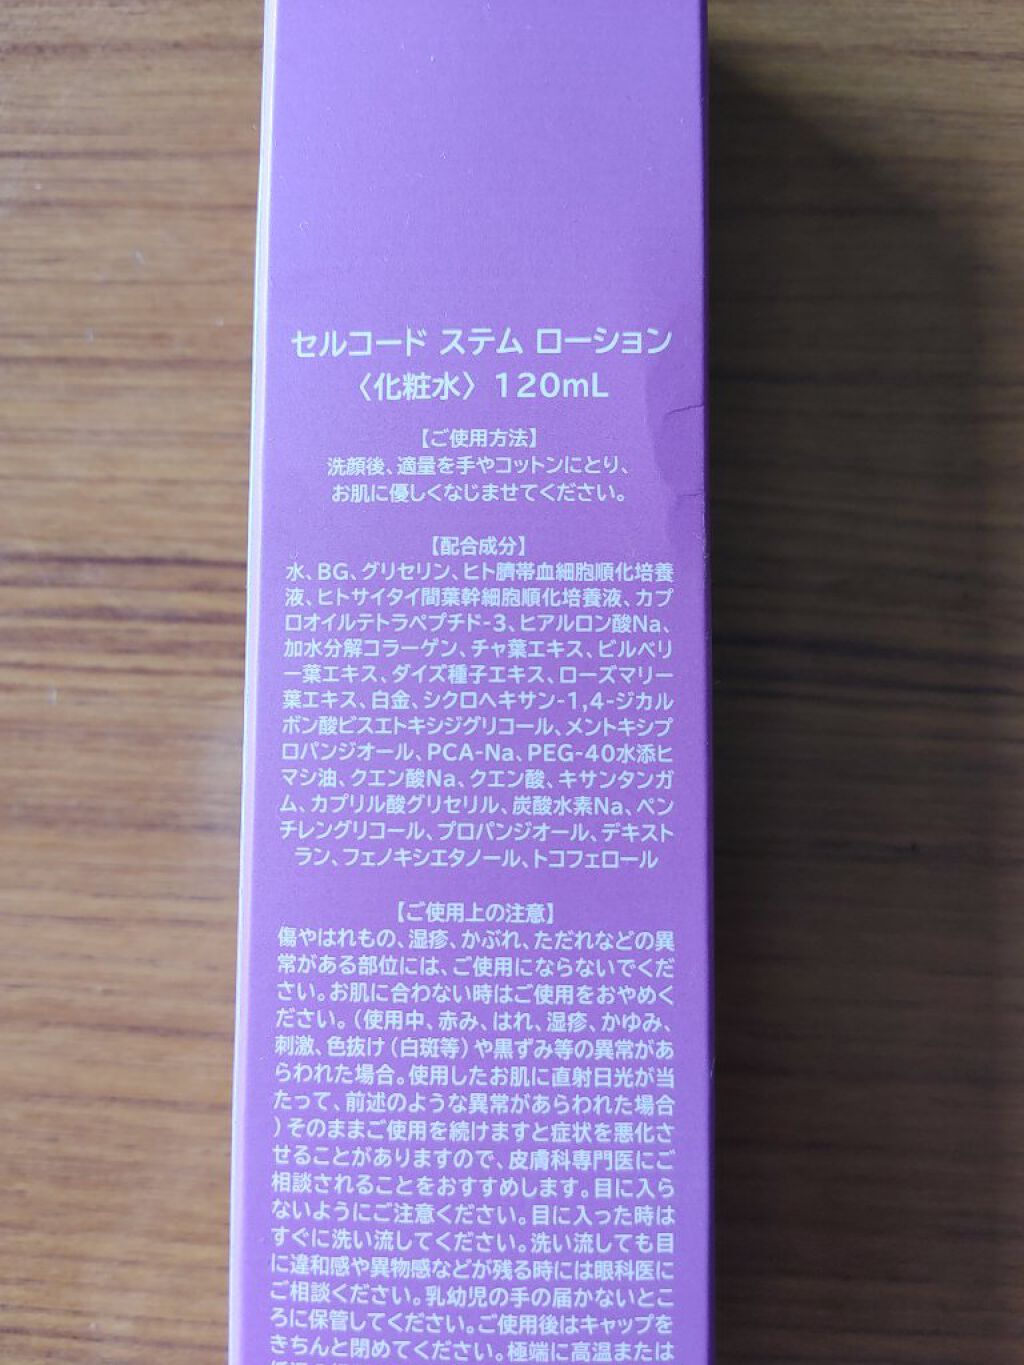 セルコード ステム ローション
〈化粧水〉 120mL
【ご使用方法】
洗顔後、適量を手やコットンにとり、
お肌に優しくなじませてください。
【配合成分】
水、BG、グリセリン、ヒト臍帯血細胞順化培養
液、ヒトサイタイ間葉幹細胞順化培養液、カプ
ロオイルテトラペプチド-3、ヒアルロン酸Na、
加水分解コラーゲン、チャ葉エキス、ビルベリ
ー葉エキス、ダイズ種子エキス、ローズマリー
葉エキス、白金、シクロヘキサン-1,4-ジカル
ボン酸ビスエトキシジグリコール、メントキシプ
ロパンジオール、PCA-Na、PEG-40水添ヒ
マシ油、クエン酸Na、クエン酸、キサンタンガ
ム、カプリル酸グリセリル、炭酸水素Na、ペン
チレングリコール、プロパンジオール、デキスト
ラン、フェノキシエタノール、トコフェロール
【ご使用上の注意】
傷やはれもの、湿疹、かぶれ、ただれなどの異
常がある部位には、ご使用にならないでくだ
さい。お肌に合わない時はご使用をおやめく
ださい。（使用中、赤み、はれ、湿疹、かゆみ、
刺激、色抜け（白斑等）や黒ずみ等の異常があ
らわれた場合。使用したお肌に直射日光が当
たって、前述のような異常があらわれた場合
）そのままご使用を続けますと症状を悪化さ
せることがありますので、皮膚科専門医にご
相談されることをおすすめします。目に入ら
ないようにご注意ください。目に入った時は
すぐに洗い流してください。洗い流しても目
に違和感や異物感などが残る時には眼科医に
ご相談ください。乳幼児の手の届かないとこ
ろに保管してください。ご使用後はキャップを
きちんと閉めてください。極端に高温または